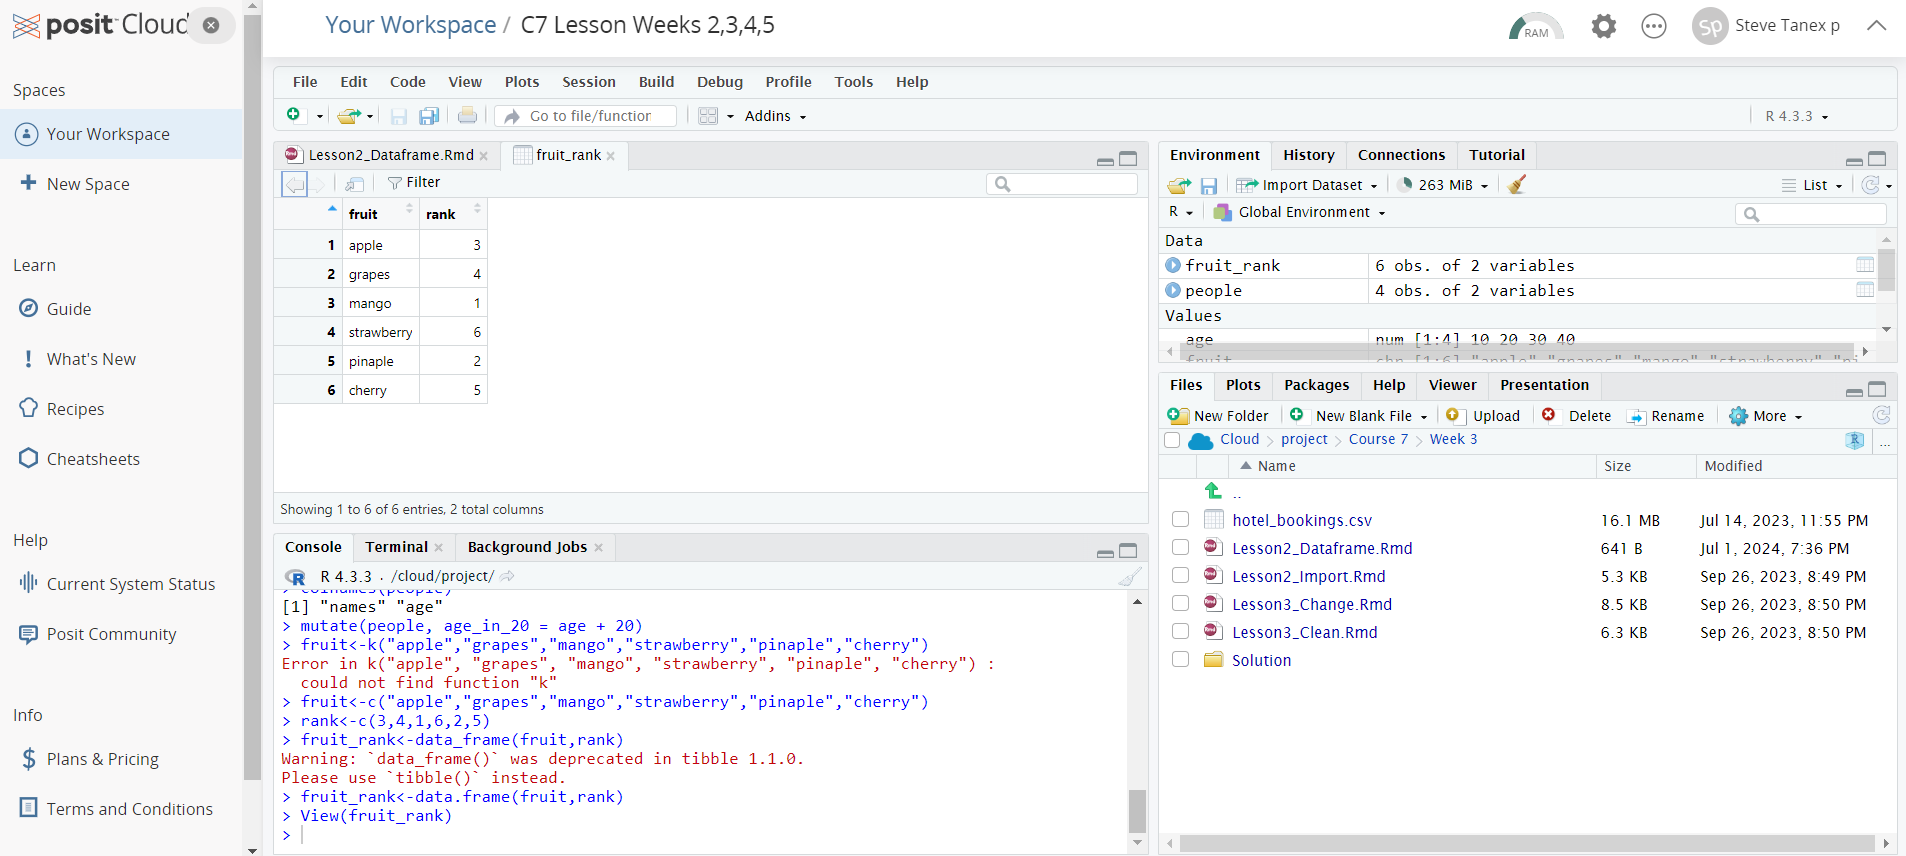 posit Cloud
Your Workspace / C7 Lesson Weeks 2,3,4,5
RAM
Sp
Steve Tanex p
Spaces
Your Workspace
New Space
Learn
Guide
What's New
Recipes
Cheatsheets
Help
Current System Status
Posit Community
Info
Plans & Pricing
Terms and Conditions
File Edit Code View Plots Session Build Debug Profile Tools Help
Go to file/function Addins R 4.3.3
Lesson2_Dataframe.Rmd fruit_rank
Filter
fruit rank
1 apple 3
2 grapes 4
3 mango 1
4 strawberry 6
5 pinaple 2
6 cherry 5
Showing 1 to 6 of 6 entries, 2 total columns
Console Terminal Background Jobs
R 4.3.3 . /cloud/project/
> colnames(people)
[1] "names" "age"
> mutate(people, age_in_20 = age + 20)
> fruit<-k("apple","grapes","mango","strawberry","pinaple","cherry")
Error in k("apple", "grapes", "mango", "strawberry", "pinaple", "cherry") :
could not find function "k"
> fruit<-c("apple","grapes","mango","strawberry","pinaple","cherry")
> rank<-c(3,4,1,6,2,5)
> fruit_rank<-data_frame(fruit,rank)
Warning: `data_frame()` was deprecated in tibble 1.1.0.
Please use `tibble()` instead.
> fruit_rank<-data.frame(fruit,rank)
> View(fruit_rank)
>
Environment History Connections Tutorial
Import Dataset 263 MiB List
R Global Environment
Data
fruit_rank 6 obs. of 2 variables
people 4 obs. of 2 variables
Values
age num [1:4] 10 20 30 40
fruit chr [1:6] "apple" "grapes" "mango" "strawberry" "pi
Files Plots Packages Help Viewer Presentation
New Folder New Blank File Upload Delete Rename More
Cloud > project > Course 7 > Week 3 R ...
Name Size Modified
..
hotel_bookings.csv 16.1 MB Jul 14, 2023, 11:55 PM
Lesson2_Dataframe.Rmd 641 B Jul 1, 2024, 7:36 PM
Lesson2_Import.Rmd 5.3 KB Sep 26, 2023, 8:49 PM
Lesson3_Change.Rmd 8.5 KB Sep 26, 2023, 8:50 PM
Lesson3_Clean.Rmd 6.3 KB Sep 26, 2023, 8:50 PM
Solution